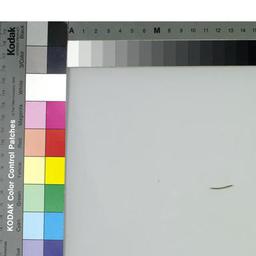 A 1 2 3 4 5 6 M 8 9 10 11 12 13 14 15
Kodak
KODAK Color Control Patches
Black
3/Color
White
Magenta
Red
Yellow
Green
Cyan
Blue